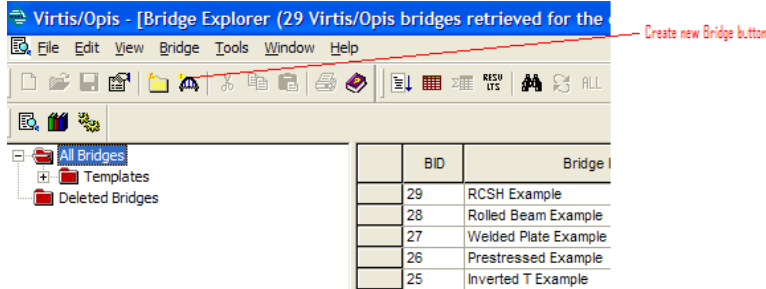 Virtis/Opis - [Bridge Explorer (29 Virtis/Opis bridges retrieved for the
Create new Bridge button
File Edit View Bridge Tools Window Help
RESU
LTS
ALL
All Bridges
Templates
Deleted Bridges
BID Bridge
29 RCSH Example
28 Rolled Beam Example
27 Welded Plate Example
26 Prestressed Example
25 Inverted T Example